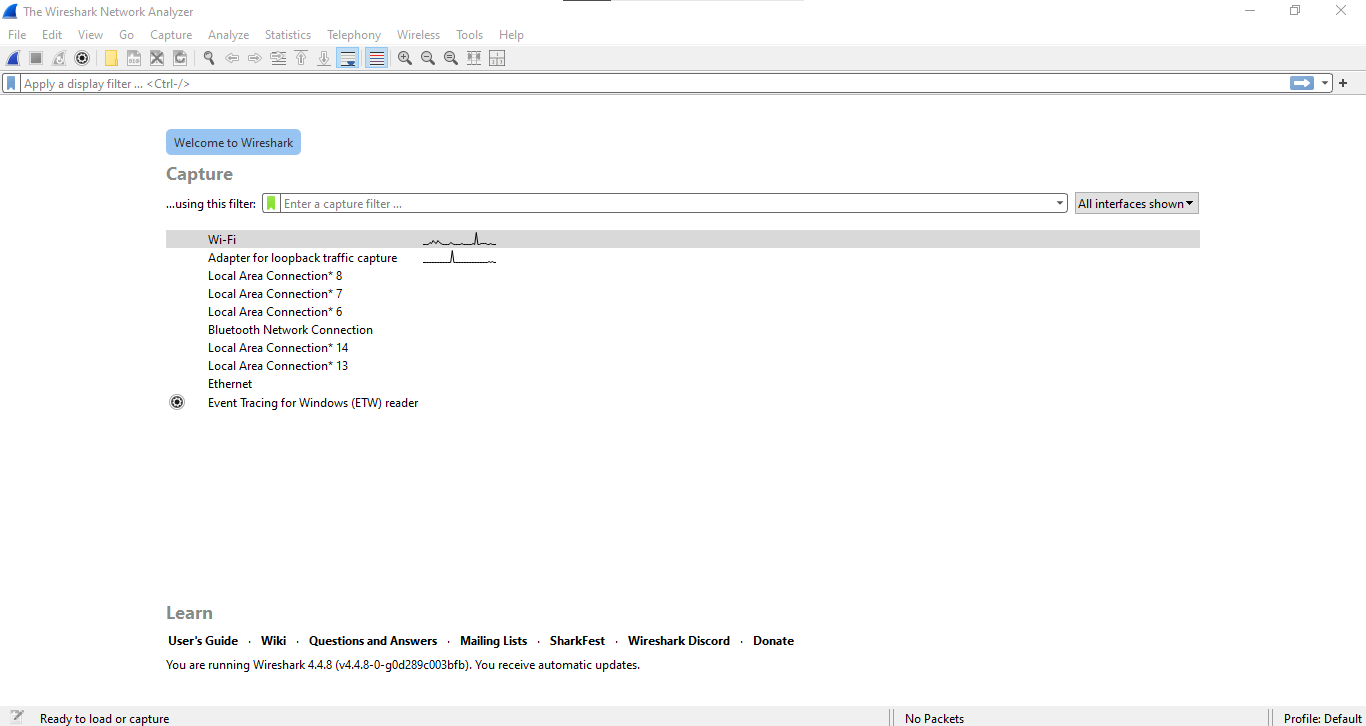 The Wireshark Network Analyzer
File Edit View Go Capture Analyze Statistics Telephony Wireless Tools Help
Apply a display filter ... <Ctrl-/>
Welcome to Wireshark
Capture
...using this filter: Enter a capture filter ... All interfaces shown
Wi-Fi
Adapter for loopback traffic capture
Local Area Connection* 8
Local Area Connection* 7
Local Area Connection* 6
Bluetooth Network Connection
Local Area Connection* 14
Local Area Connection* 13
Ethernet
Event Tracing for Windows (ETW) reader
Learn
User's Guide · Wiki · Questions and Answers · Mailing Lists · SharkFest · Wireshark Discord · Donate
You are running Wireshark 4.4.8 (v4.4.8-0-g0d289c003bfb). You receive automatic updates.
Ready to load or capture No Packets Profile: Default